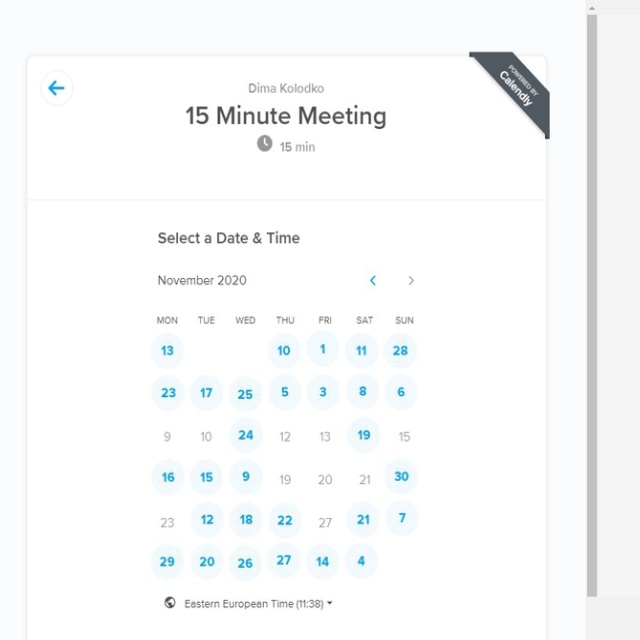 POWERED BY
Calendly
Dima Kolodko
15 Minute Meeting
15 min
Select a Date & Time
November 2020
MON TUE WED THU FRI SAT SUN
13 10 1 11 28
23 17 25 5 3 8 6
9 10 24 12 13 19 15
16 15 9 19 20 21 30
23 12 18 22 27 21 7
29 20 26 27 14 4
Eastern European Time (11:38)